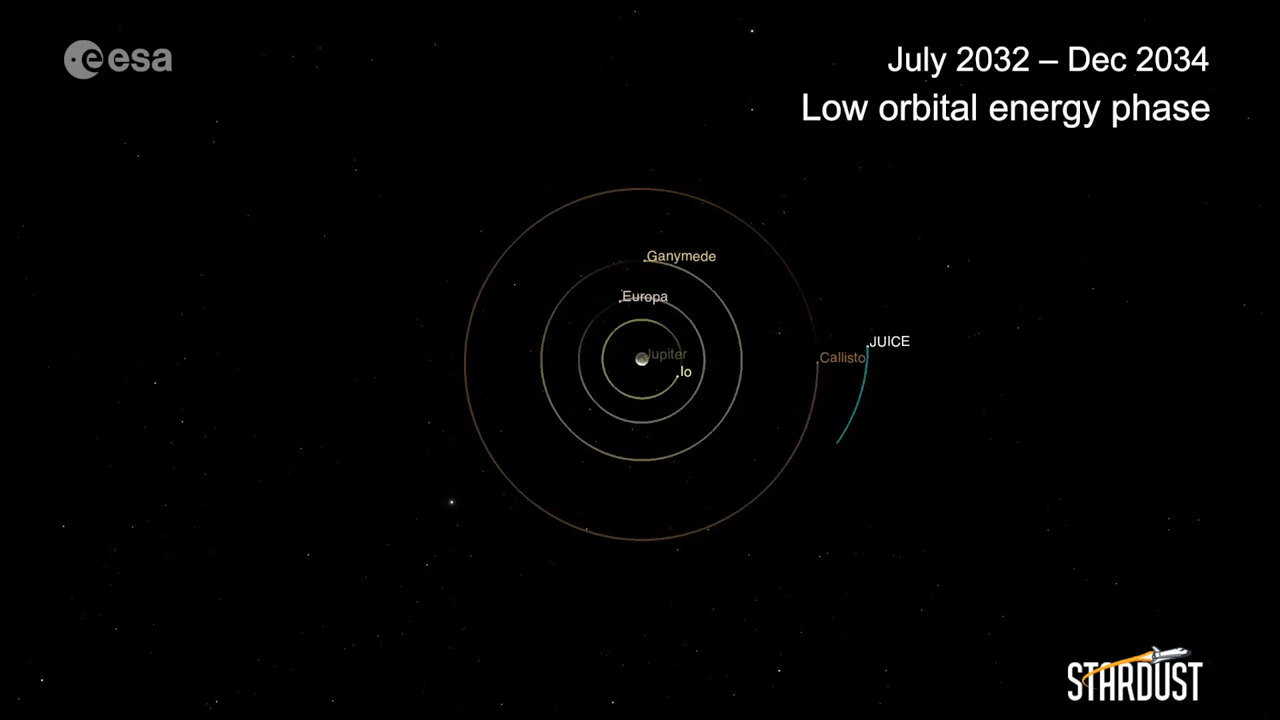 esa
July 2032 – Dec 2034
Low orbital energy phase
Ganymede
Europa
JUICE
Jupiter
Callisto
Io
STARDUST